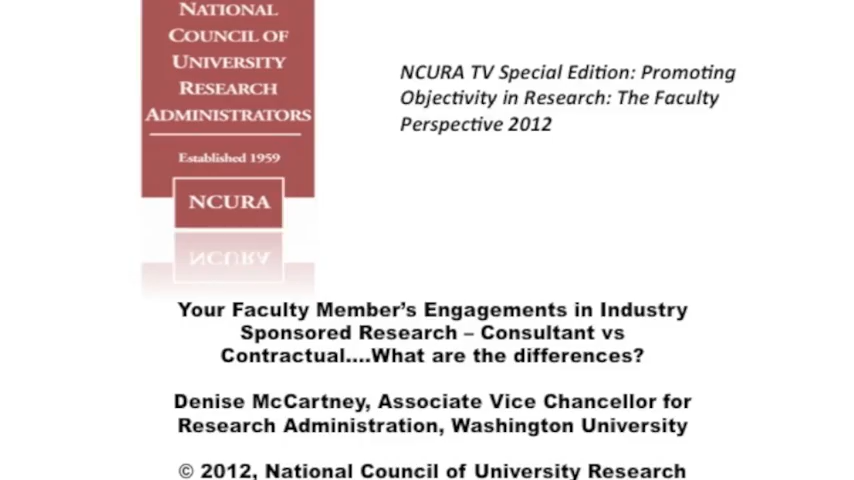 NATIONAL
COUNCIL OF
UNIVERSITY
RESEARCH
ADMINISTRATORS
Established 1959
NCURA
NCURA
NCURA TV Special Edition: Promoting
Objectivity in Research: The Faculty
Perspective 2012
Your Faculty Member’s Engagements in Industry
Sponsored Research – Consultant vs
Contractual....What are the differences?
Denise McCartney, Associate Vice Chancellor for
Research Administration, Washington University
© 2012, National Council of University Research